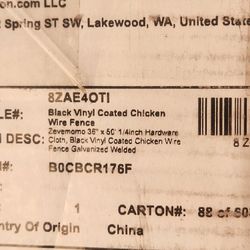 on.com LLC
t Spring ST SW, Lakewood, WA, United State
8ZAE4OTI
LE#: Black Vinyl Coated Chicken
Wire Fence
Zevemomo 36" x 50' 1/4inch Hardware
DESC: Cloth, Black Vinyl Coated Chicken Wire
Fence Galvanized Welded
#: B0CBCR176F
8 Z
CARTON#: 88 of 60
ntry Of Origin China